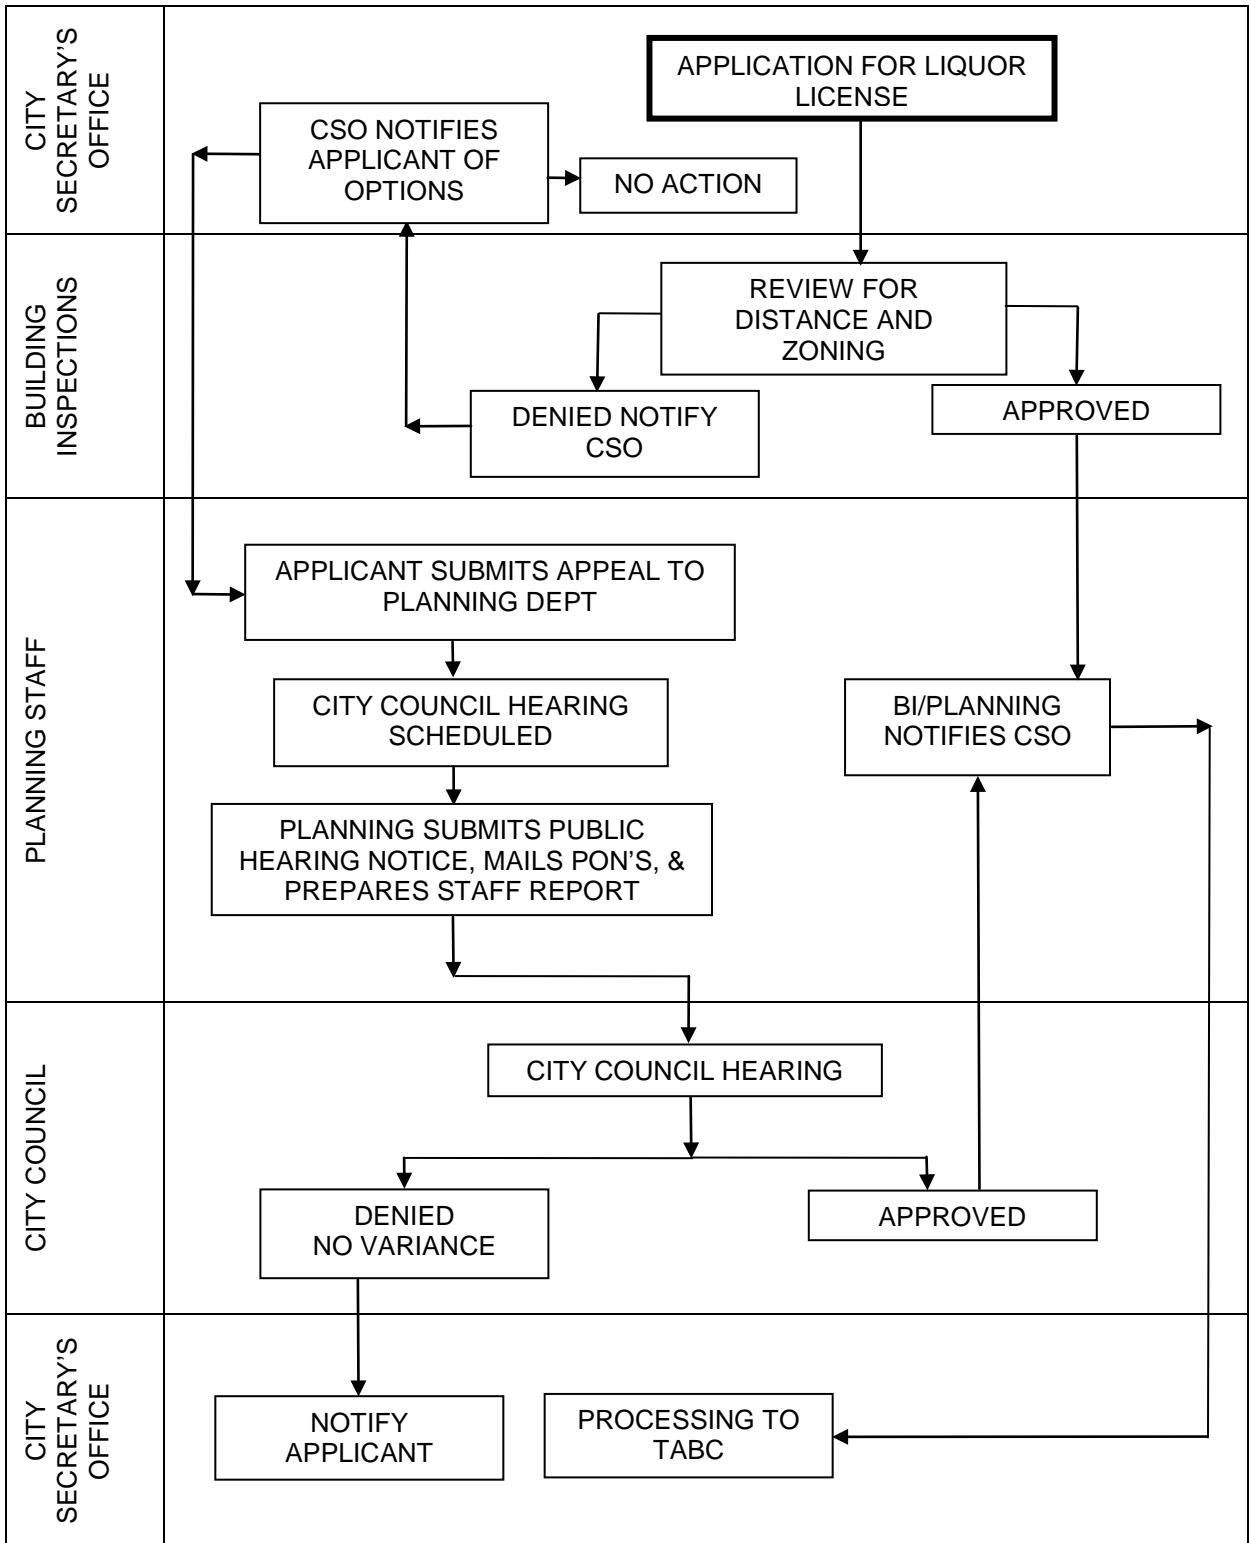 CITY
SECRETARY'S
OFFICE
APPLICATION FOR LIQUOR
LICENSE
CSO NOTIFIES
APPLICANT OF
OPTIONS
NO ACTION
BUILDING
INSPECTIONS
REVIEW FOR
DISTANCE AND
ZONING
DENIED NOTIFY
CSO
APPROVED
PLANNING STAFF
APPLICANT SUBMITS APPEAL TO
PLANNING DEPT
CITY COUNCIL HEARING
SCHEDULED
BI/PLANNING
NOTIFIES CSO
PLANNING SUBMITS PUBLIC
HEARING NOTICE, MAILS PON'S, &
PREPARES STAFF REPORT
CITY COUNCIL
CITY COUNCIL HEARING
DENIED
NO VARIANCE
APPROVED
CITY
SECRETARY'S
OFFICE
NOTIFY
APPLICANT
PROCESSING TO
TABC